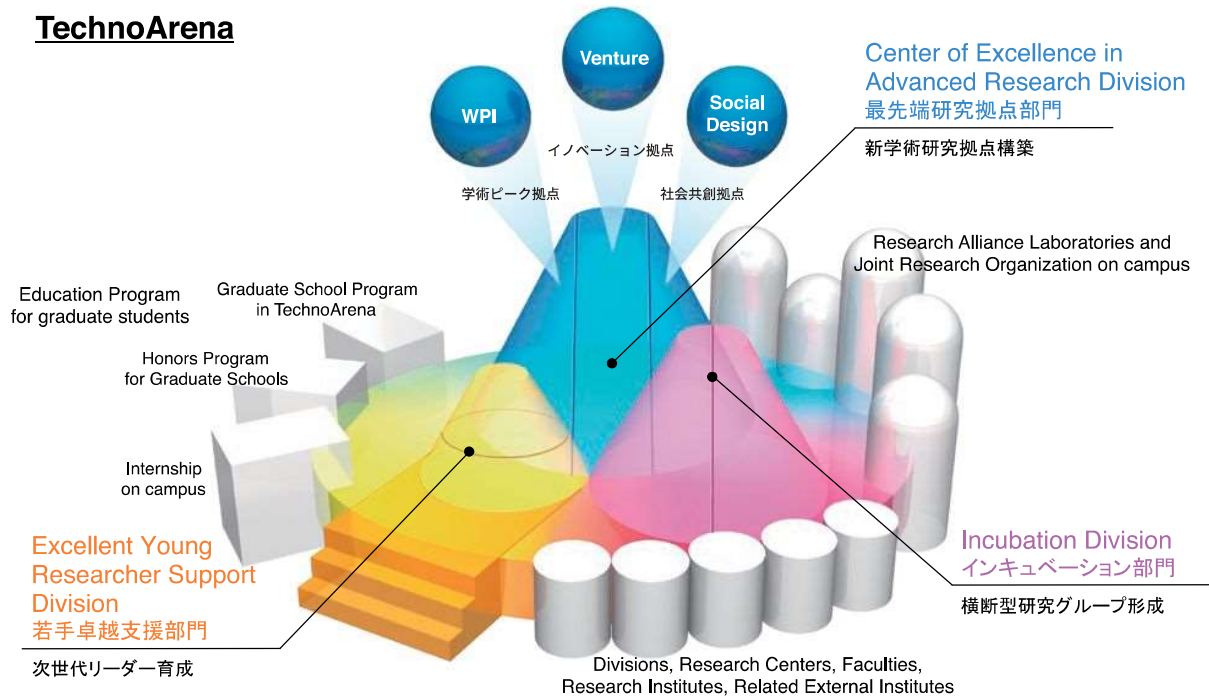 TechnoArena
WPI
Venture
Social
Design
学術ピーク拠点
イノベーション拠点
社会共創拠点
Center of Excellence in
Advanced Research Division
最先端研究拠点部門
新学術研究拠点構築
Research Alliance Laboratories and
Joint Research Organization on campus
Education Program
for graduate students
Graduate School Program
in TechnoArena
Honors Program
for Graduate Schools
Internship
on campus
Excellent Young
Researcher Support
Division
若手卓越支援部門
次世代リーダー育成
Incubation Division
インキュベーション部門
横断型研究グループ形成
Divisions, Research Centers, Faculties,
Research Institutes, Related External Institutes